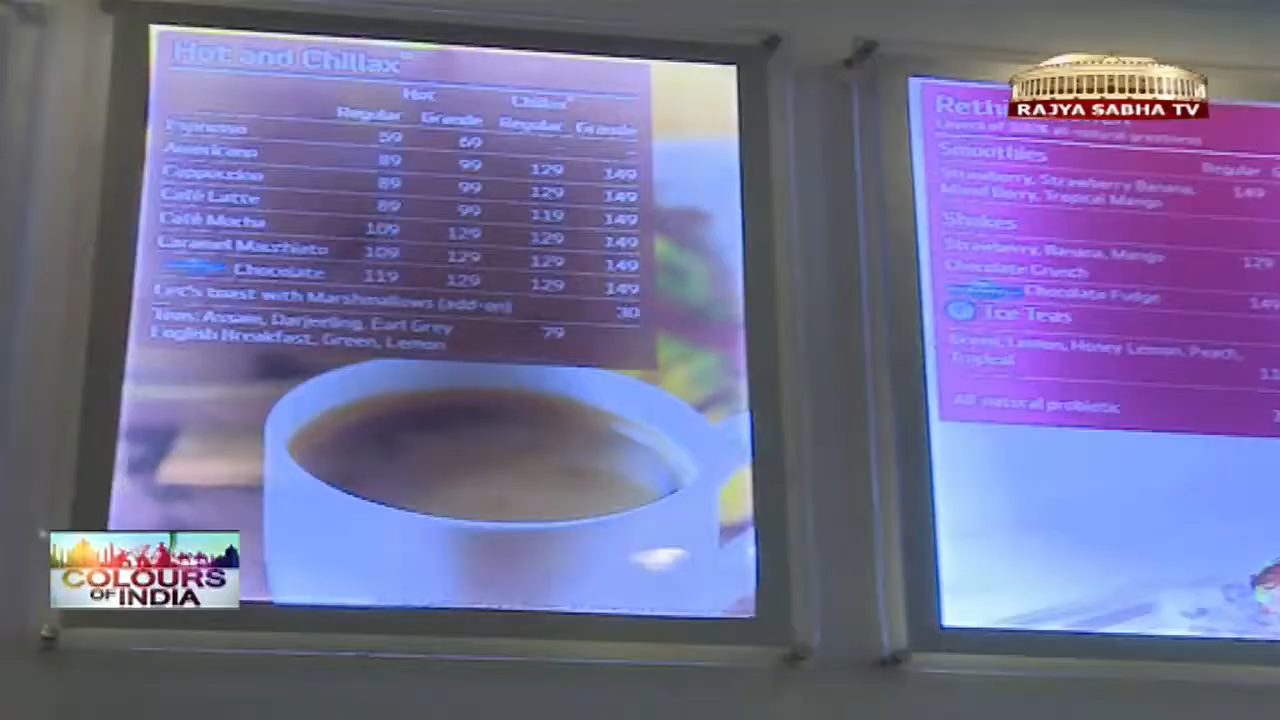 Hot and Chillax™
Hot Chillax™
Regular Grande Regular Grande
Espresso 59 69
Americano 89 99 129 149
Cappuccino 89 99 129 149
Café Latte 89 99 119 149
Café Mocha 109 129 129 149
Caramel Macchiato 109 129 129 149
Chocolate 119 129 129 149
Let's toast with Marshmallows (add-on) 30
Teas: Assam, Darjeeling, Earl Grey
English Breakfast, Green, Lemon 79
RAJYA SABHA TV
Smoothies Regular
Strawberry, Strawberry Banana, 149
Mixed Berry, Tropical Mango
Shakes
Strawberry, Banana, Mango 129
Chocolate Crunch
Chocolate Fudge
Ice Teas
Green, Lemon, Honey Lemon, Peach,
Tropical
All natural probiotic
COLOURS
OF INDIA